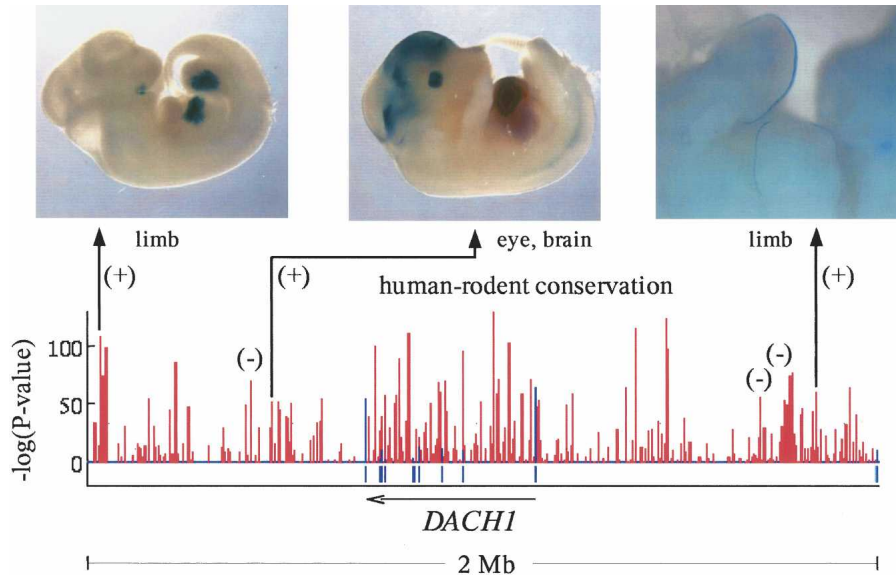 limb
eye, brain
limb
(+)
(+)
(+)
human-rodent conservation
(-)
(-)
(-)
-log(P-value)
100
50
0
DACH1
2 Mb